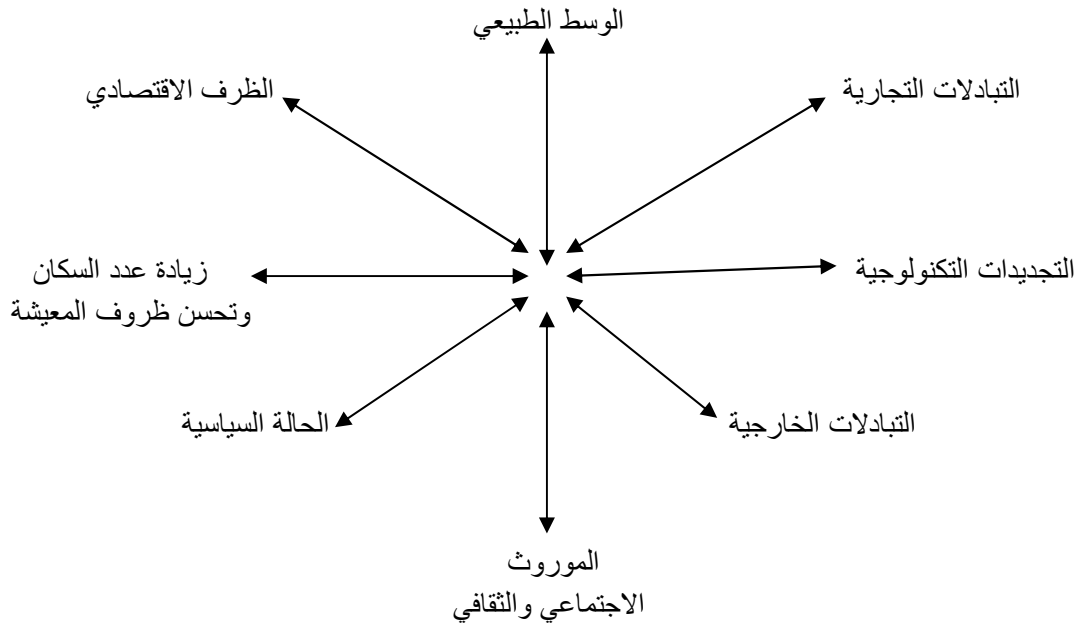 الوسط الطبيعي
التبادلات التجارية
الظرف الاقتصادي
التجديدات التكنولوجية
زيادة عدد السكان
وتحسن ظروف المعيشة
التبادلات الخارجية
الحالة السياسية
الموروث
الاجتماعي والثقافي